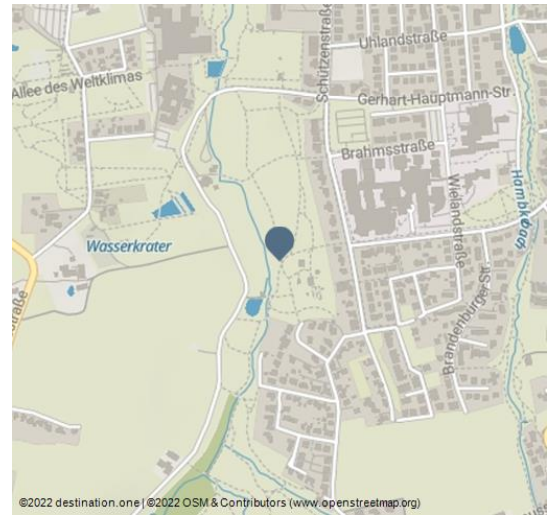 Uhlandstraße
Schützenstraße
Allee des Weltklimas
Gerhart-Hauptmann-Str.
Brahmsstraße
Wielandstraße
Hambkebach
Wasserkrater
straße
Brandenburger Str.
©2022 destination.one | ©2022 OSM & Contributors (www.openstreetmap.org)